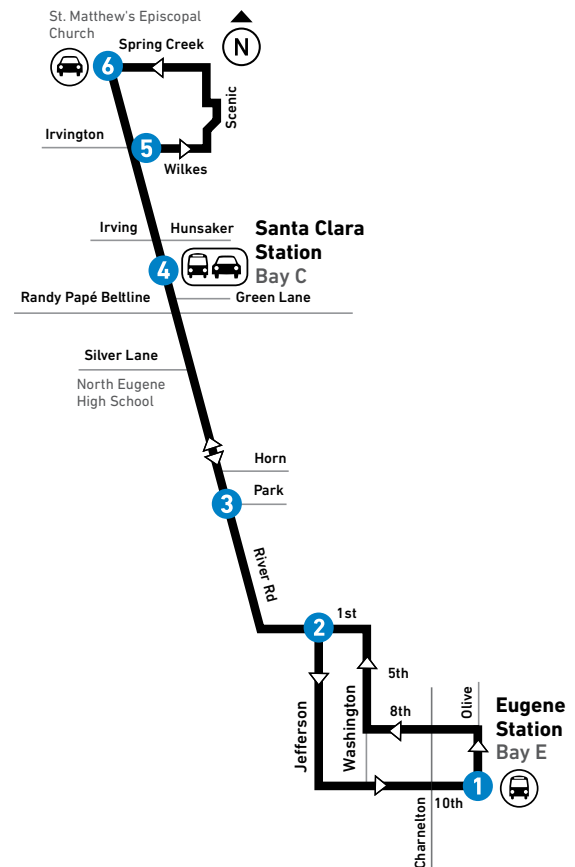 St. Matthew's Episcopal
Church
Spring Creek
N
6
Scenic
Irvington
5
Wilkes
Irving
Hunsaker
Santa Clara
Station
Bay C
4
Randy Papé Beltline
Green Lane
Silver Lane
North Eugene
High School
Horn
Park
3
River Rd
2
1st
5th
Jefferson
Washington
8th
Olive
Eugene
Station
Bay E
1
10th
Charnelton